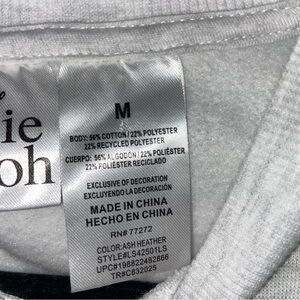 ie
oh
M
BODY: 56% COTTON / 22% POLYESTER
22% RECYCLED POLYESTER
CUERPO: 56% ALGODÓN / 22% POLIÉSTER
22% POLIÉSTER RECICLADO
EXCLUSIVE OF DECORATION
EXCLUYENDO LA DECORACIÓN
MADE IN CHINA
HECHO EN CHINA
RN# 77272
COLOR:ASH HEATHER
STYLE#LS42501LS
UPC#198822482866
TR#C632025